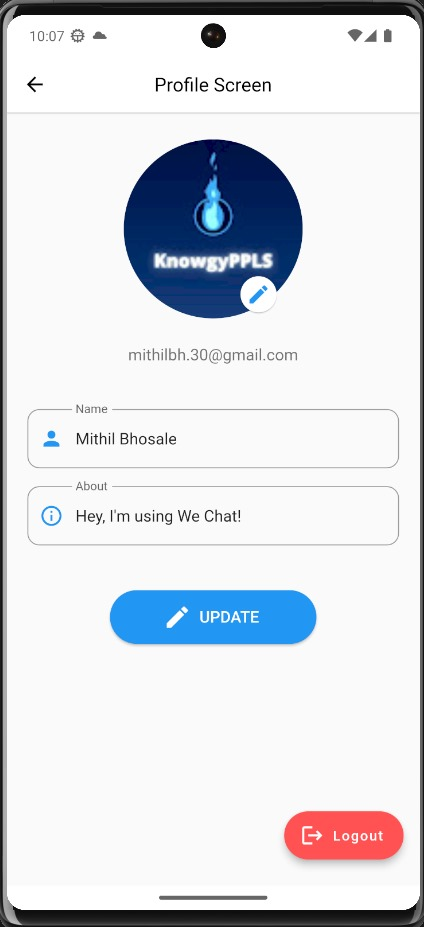 10:07
Profile Screen
KnowgyPPLS
mithilbh.30@gmail.com
Name
Mithil Bhosale
About
Hey, I'm using We Chat!
UPDATE
Logout